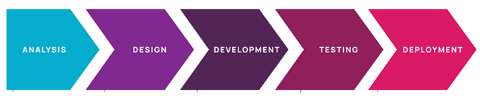 ANALYSIS
DESIGN
DEVELOPMENT
TESTING
DEPLOYMENT